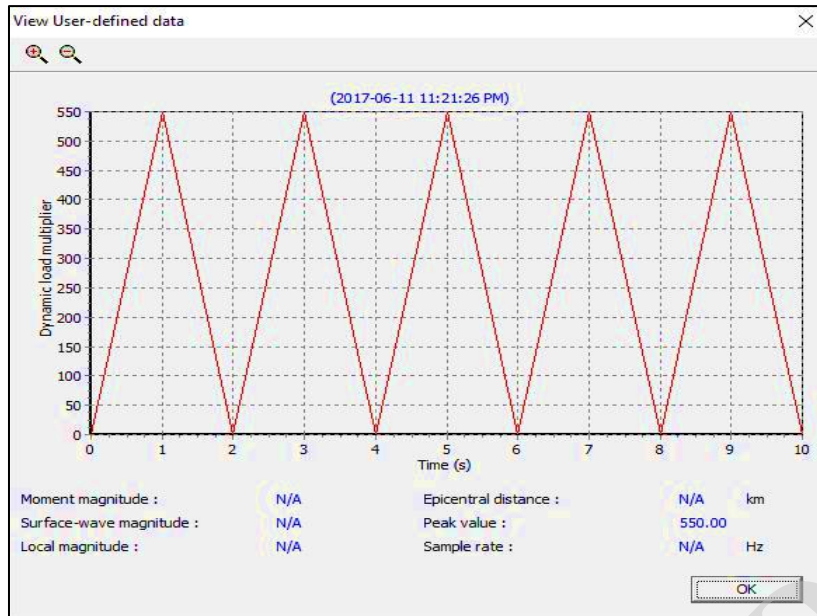 View User-defined data
(2017-06-11 11:21:26 PM)
Dynamic load multiplier
550
500
450
400
350
300
250
200
150
100
50
0
0 1 2 3 4 5 6 7 8 9 10
Time (s)
Moment magnitude : N/A Epicentral distance : N/A km
Surface-wave magnitude : N/A Peak value : 550.00
Local magnitude : N/A Sample rate : N/A Hz
OK